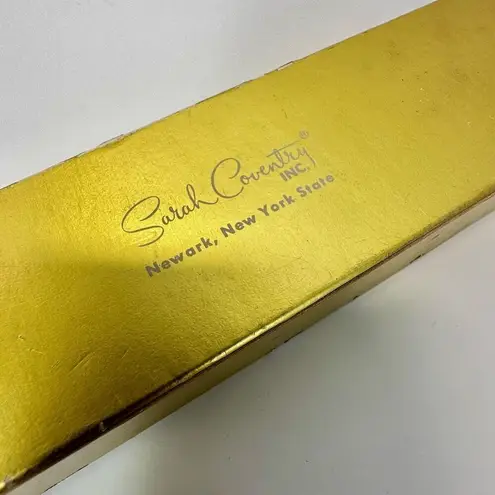 Sarah Coventry®
INC.
Newark, New York State